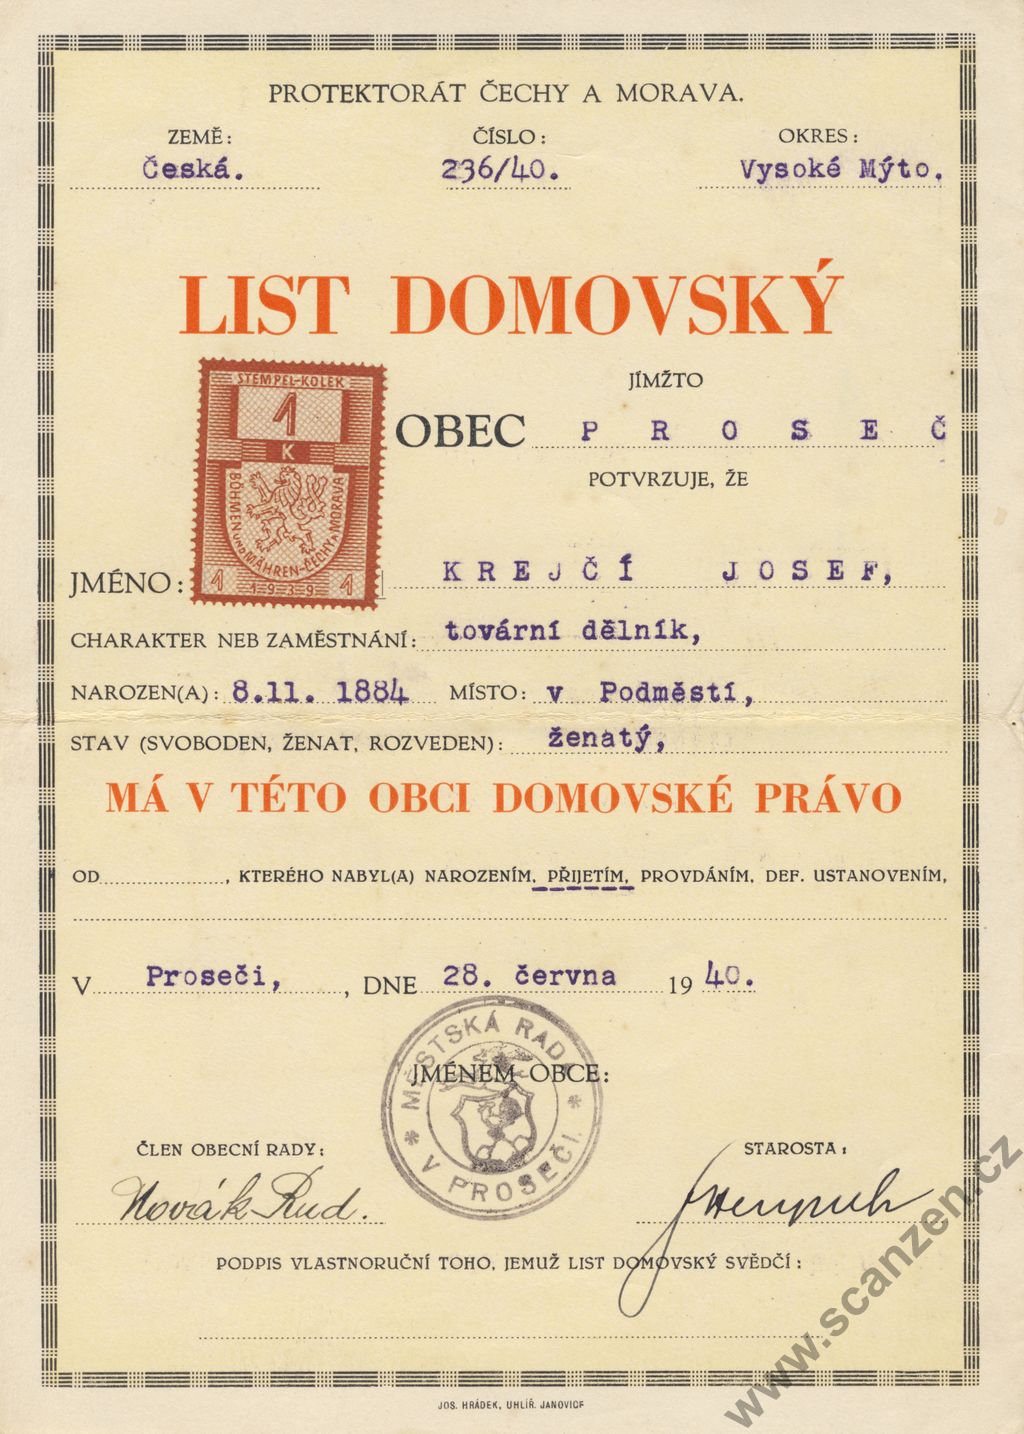 PROTEKTORÁT ČECHY A MORAVA.
ZEMĚ: ČÍSLO: OKRES:
Česká. 236/40. Vysoké Mýto.
LIST DOMOVSKÝ
STEMPEL-KOLEK
1
K
BÖHMEN UND MÄHREN-ČECHY A MORAVA
1 1939 1
JÍMŽTO
OBEC P R O S E Č
POTVRZUJE, ŽE
JMÉNO: K R E J Č Í J O S E F,
CHARAKTER NEB ZAMĚSTNÁNÍ: tovární dělník,
NAROZEN(A): 8.11. 1884 MÍSTO: v Podměstí,
STAV (SVOBODEN, ŽENAT, ROZVEDEN): ženatý,
MÁ V TÉTO OBCI DOMOVSKÉ PRÁVO
OD............, KTERÉHO NABYL(A) NAROZENÍM, PŘIJETÍM, PROVDÁNÍM, DEF. USTANOVENÍM,
V Proseči, , DNE 28. června 19 40.
MĚSTSKÁ RADA * V PROSEČI. *
JMÉNEM OBCE:
ČLEN OBECNÍ RADY: STAROSTA:
Novák Rud.
PODPIS VLASTNORUČNÍ TOHO, JEMUŽ LIST DOMOVSKÝ SVĚDČÍ:
JOS. HRÁDEK, UHLÍŘ. JANOVICE
www.scanzen.cz